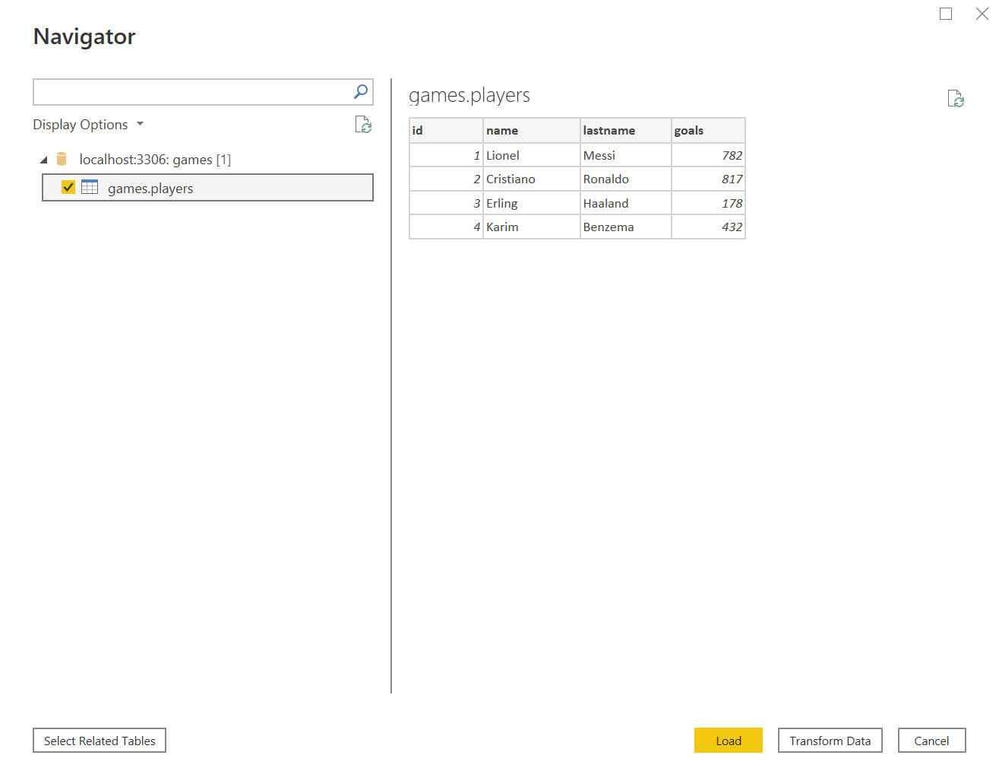 Navigator
Display Options
localhost:3306: games [1]
games.players
games.players
id name lastname goals
1 Lionel Messi 782
2 Cristiano Ronaldo 817
3 Erling Haaland 178
4 Karim Benzema 432
Select Related Tables Load Transform Data Cancel